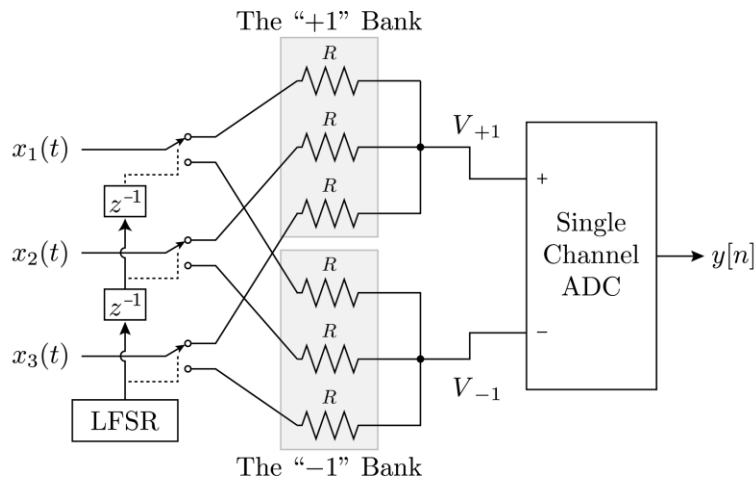 The “+1” Bank
R
x₁(t)
R
V₊₁
z⁻¹
R
+
x₂(t)
Single
Channel
ADC
y[n]
R
z⁻¹
R
−
x₃(t)
V₋₁
R
LFSR
The “−1” Bank